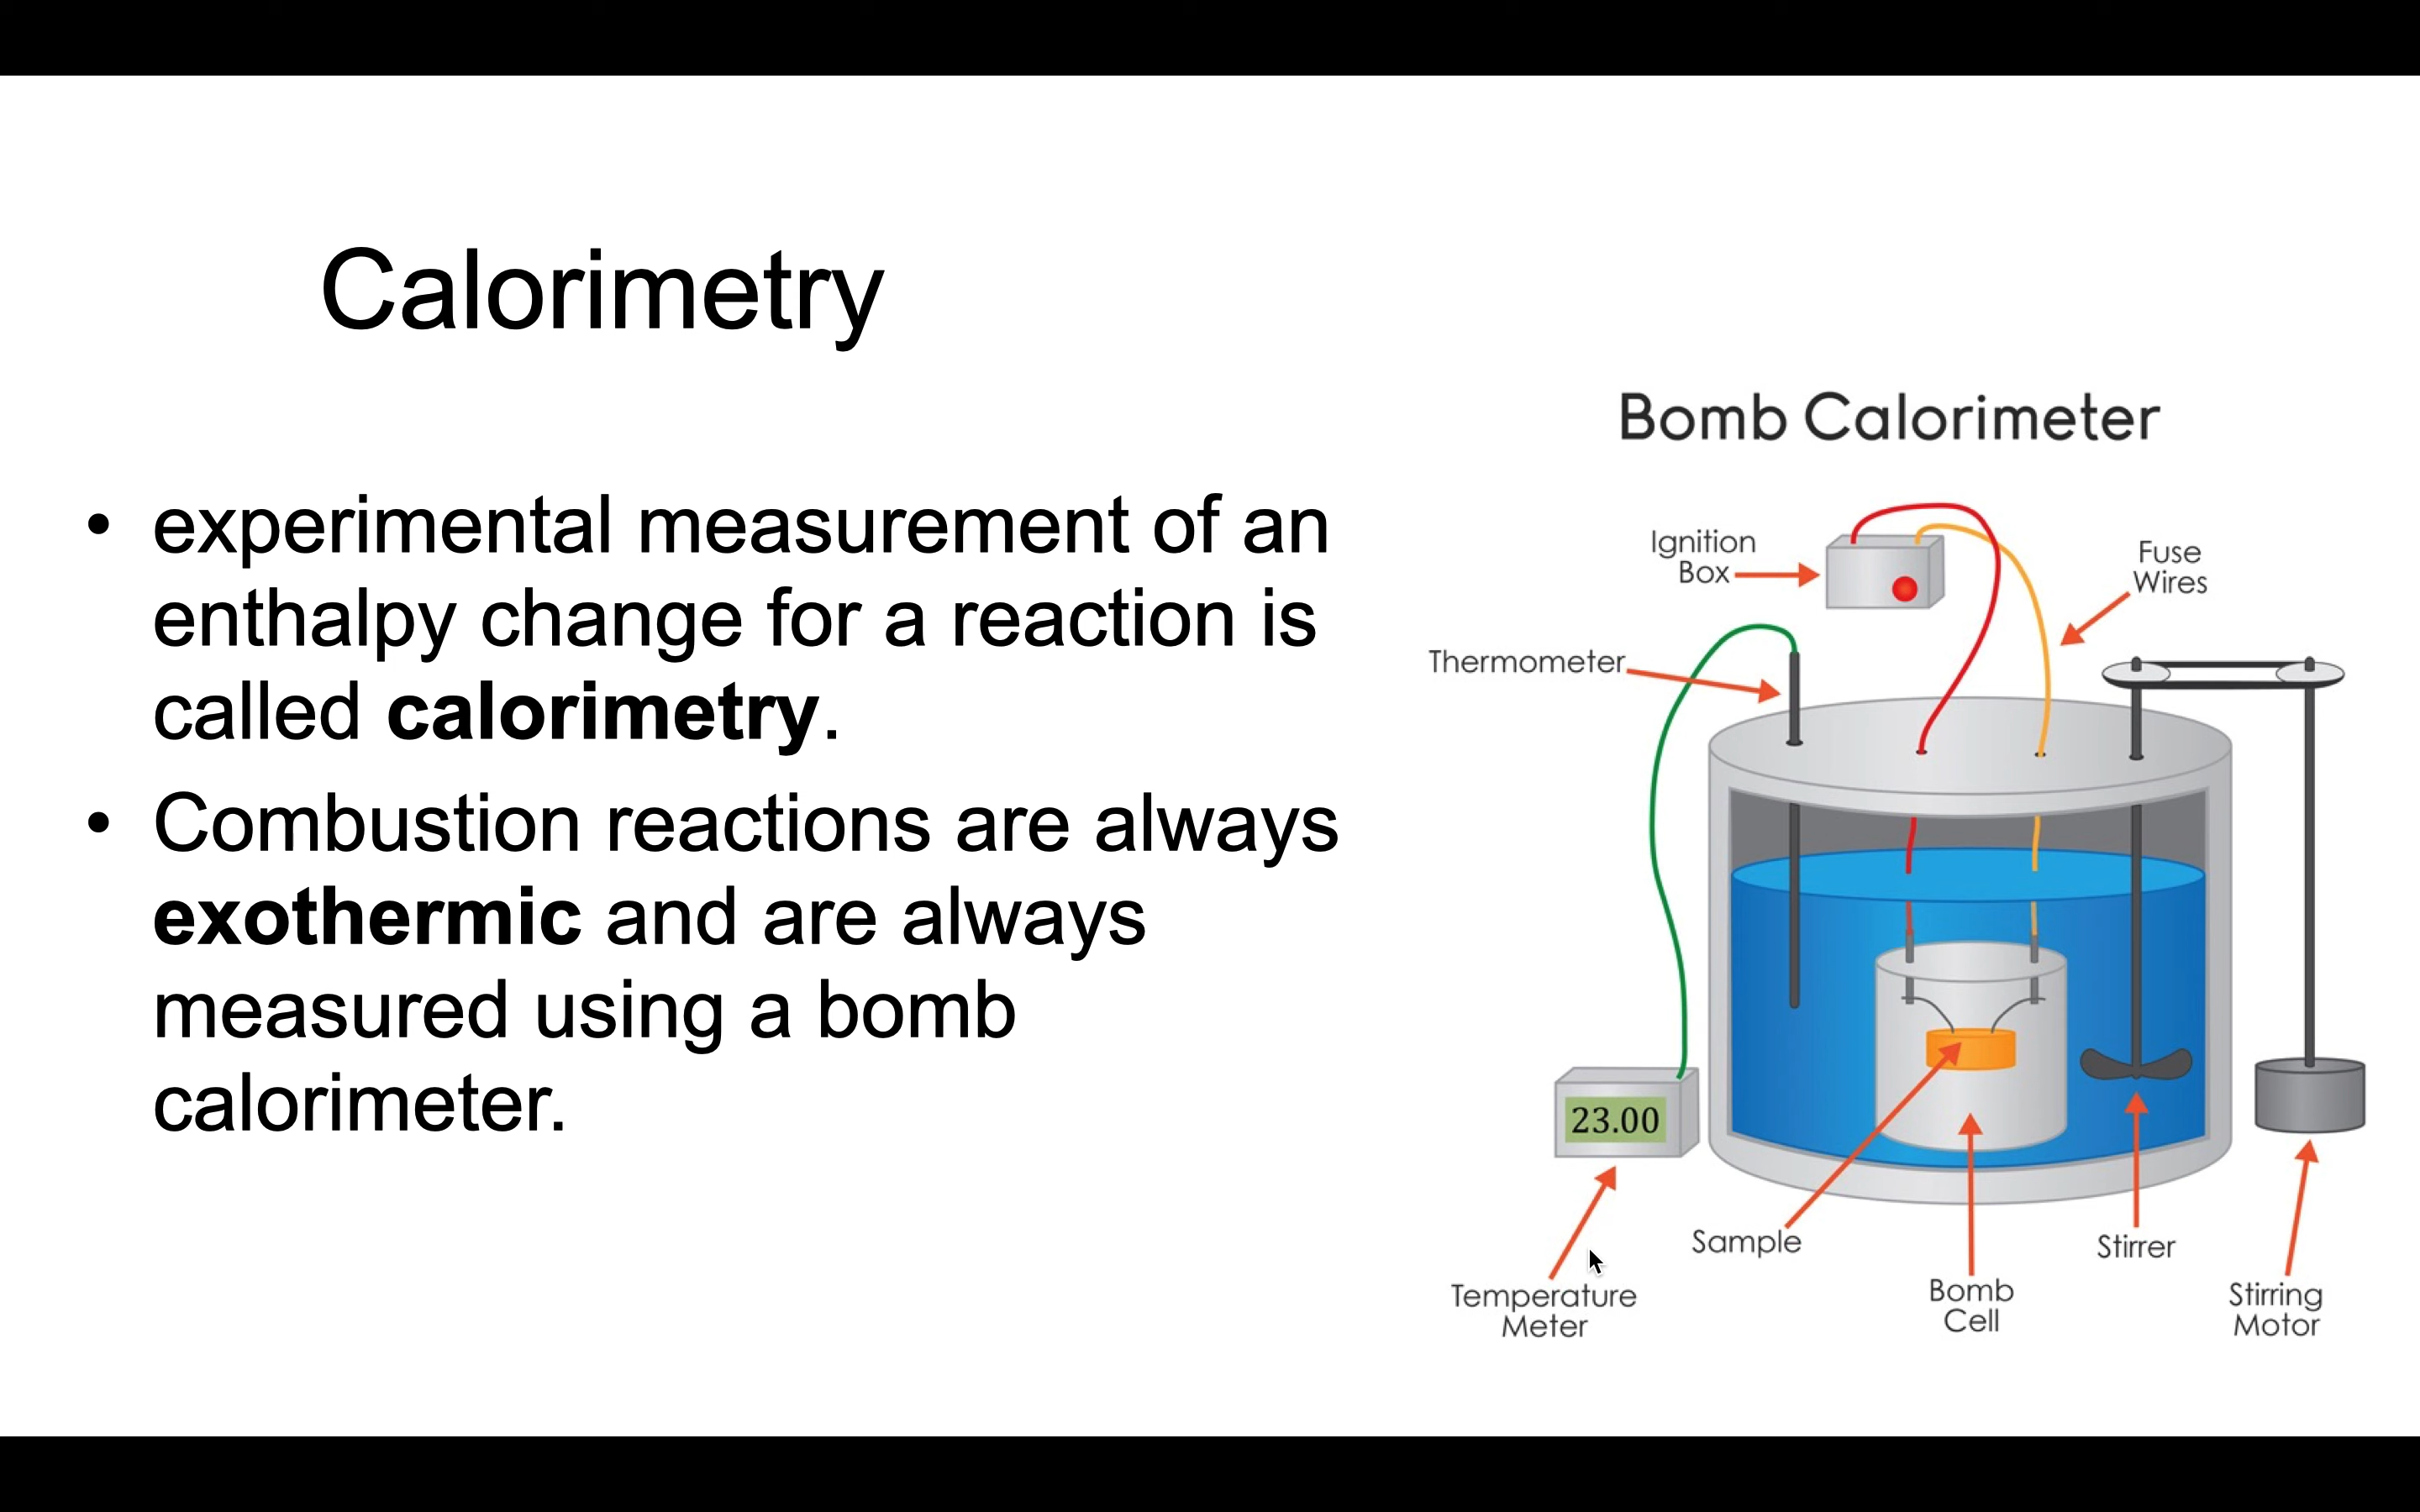 Calorimetry
• experimental measurement of an
enthalpy change for a reaction is
called calorimetry.
• Combustion reactions are always
exothermic and are always
measured using a bomb
calorimeter.
Bomb Calorimeter
Ignition
Box
Fuse
Wires
Thermometer
23.00
Sample
Stirrer
Temperature
Meter
Bomb
Cell
Stirring
Motor